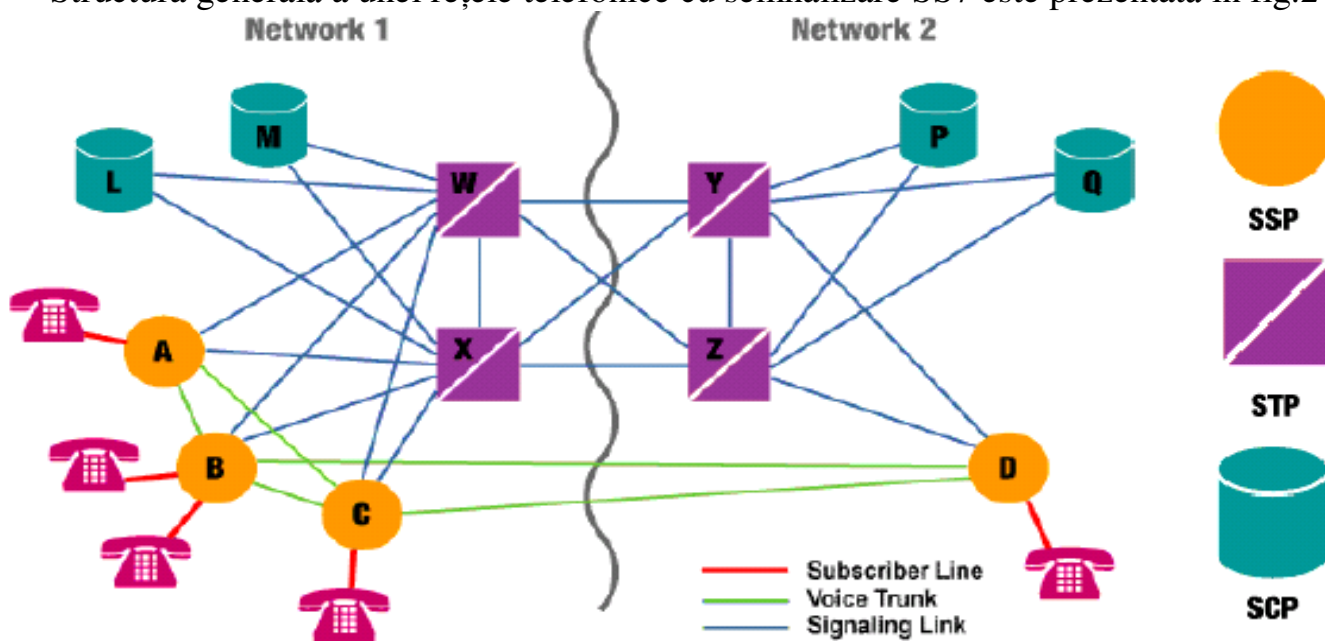 Structura generală a unei rețele telefonice cu semnalizare SS7 este prezentată în fig.2
Network 1
Network 2
M
P
L
W
Y
Q
SSP
A
X
Z
STP
B
D
C
Subscriber Line
Voice Trunk
Signaling Link
SCP